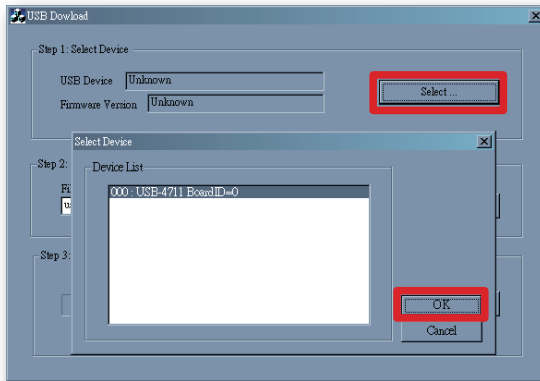 USB Dowload
Step 1: Select Device
USB Device Unknown
Select ...
Firmware Version Unknown
Select Device
Step 2:
Device List
000 : USB-4711 BoardID=0
Fi
Step 3:
OK
Cancel